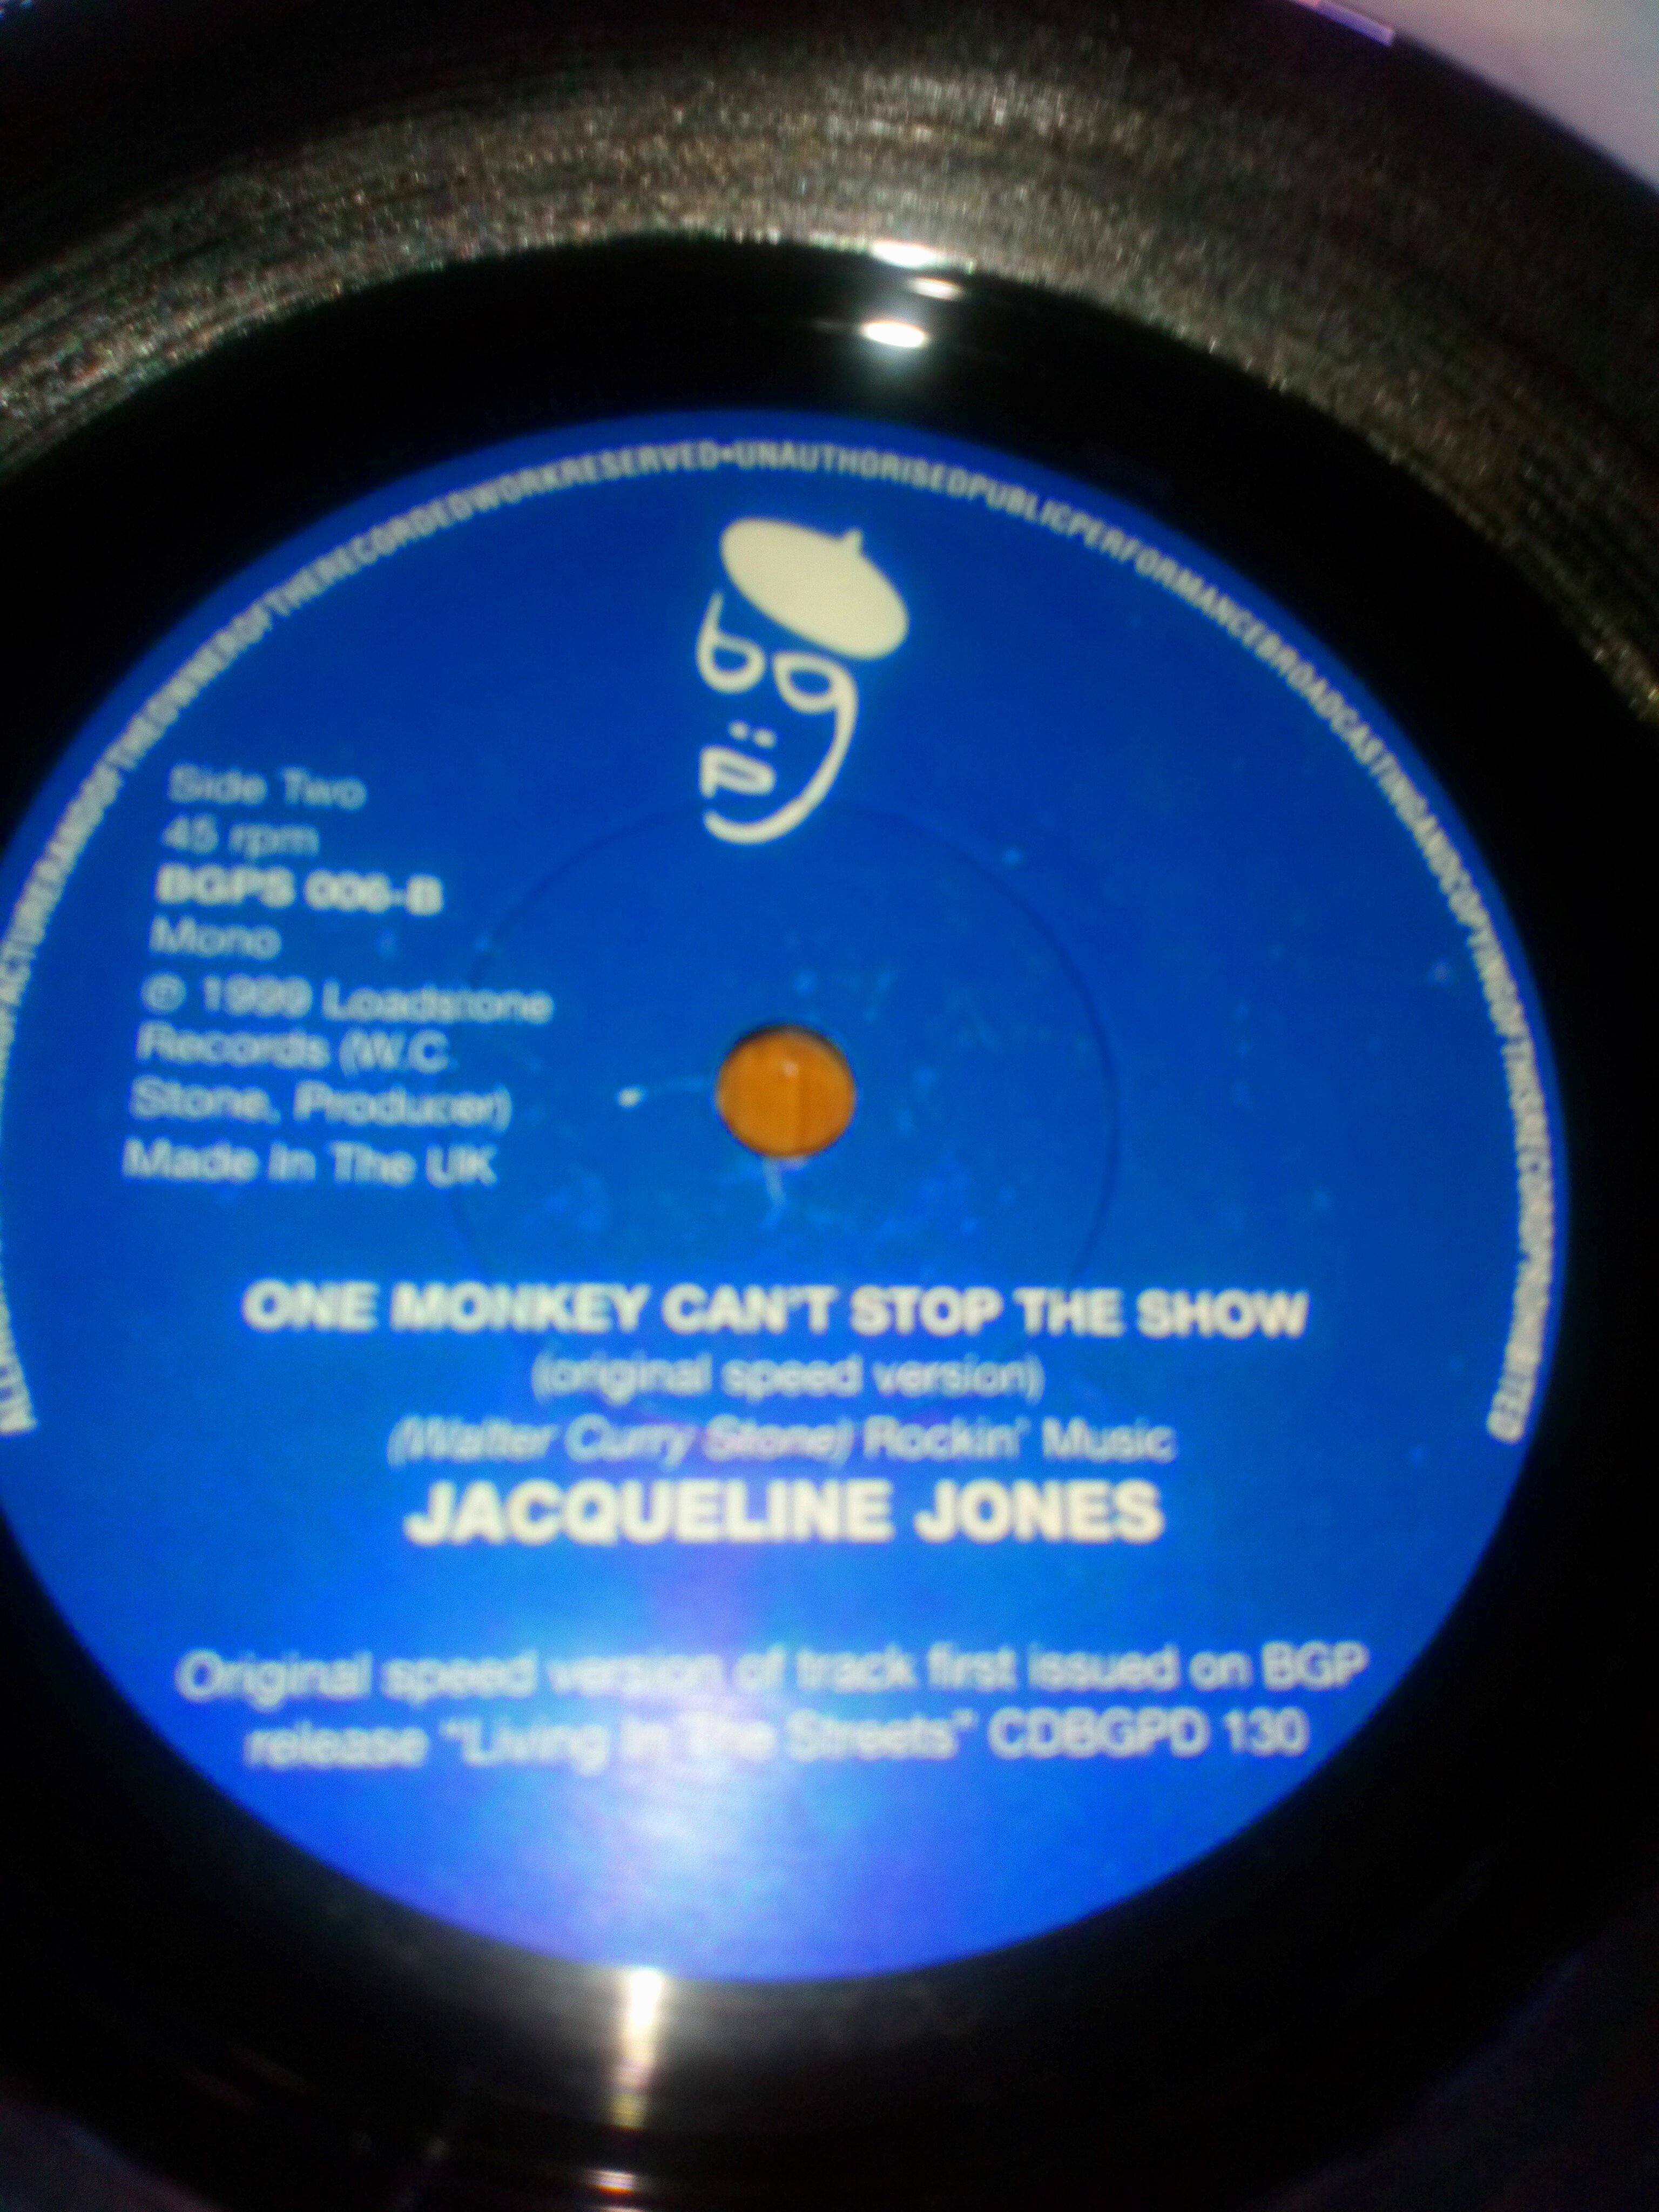 ALLRIGHTSOFTHEMANUFACTURERANDOFTHEOWNEROFTHERECORDEDWORKRESERVED•UNAUTHORISEDPUBLICPERFORMANCEBROADCASTINGANDCOPYINGOFTHISRECORDPROHIBITED
bgp
Side Two
45 rpm
BGPS 006-B
Mono
℗ 1999 Loadstone
Records (W.C.
Stone, Producer)
Made In The UK
ONE MONKEY CAN'T STOP THE SHOW
(original speed version)
(Walter Curry Stone) Rockin' Music
JACQUELINE JONES
Original speed version of track first issued on BGP
release "Living In The Streets" CDBGPD 130